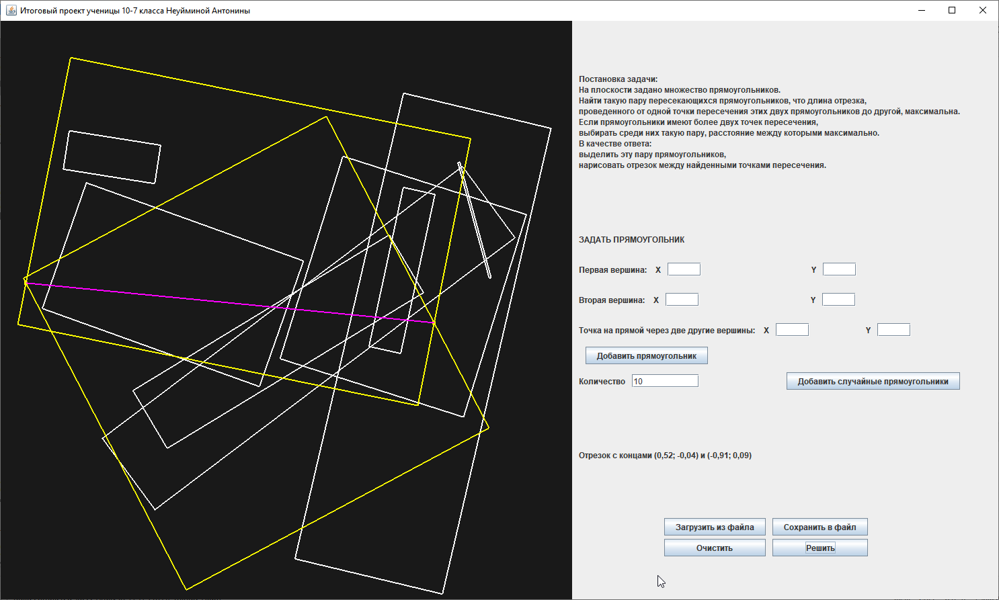 Итоговый проект ученицы 10-7 класса Неуйминой Антонины
Постановка задачи:
На плоскости задано множество прямоугольников.
Найти такую пару пересекающихся прямоугольников, что длина отрезка,
проведенного от одной точки пересечения этих двух прямоугольников до другой, максимальна.
Если прямоугольники имеют более двух точек пересечения,
выбирать среди них такую пару, расстояние между которыми максимально.
В качестве ответа:
выделить эту пару прямоугольников,
нарисовать отрезок между найденными точками пересечения.
ЗАДАТЬ ПРЯМОУГОЛЬНИК
Первая вершина: X Y
Вторая вершина: X Y
Точка на прямой через две другие вершины: X Y
Добавить прямоугольник
Количество 10 Добавить случайные прямоугольники
Отрезок с концами (0,52; -0,04) и (-0,91; 0,09)
Загрузить из файла Сохранить в файл
Очистить Решить